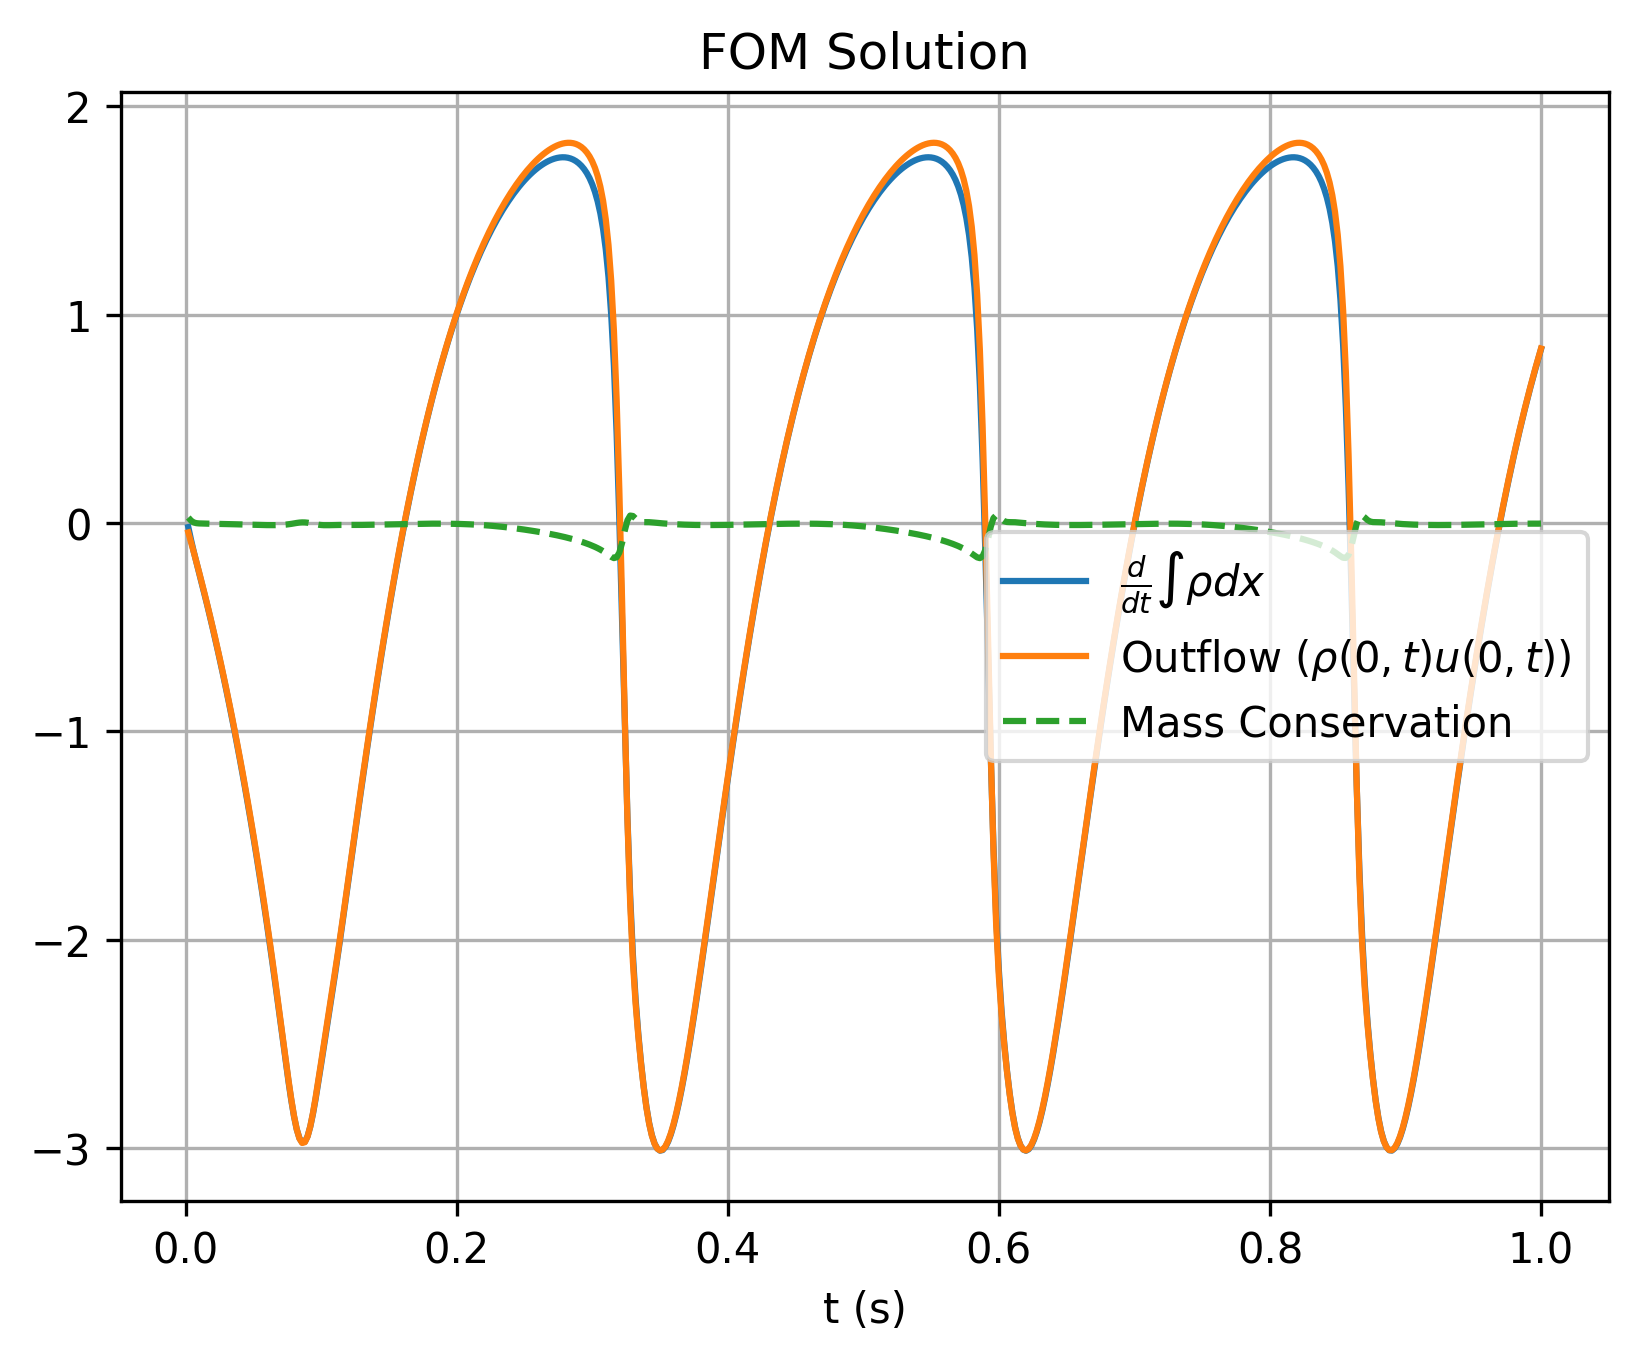 FOM Solution
2
1
0
−1
−2
−3
d/dt ∫ρdx
Outflow (ρ(0, t)u(0, t))
Mass Conservation
0.0 0.2 0.4 0.6 0.8 1.0
t (s)